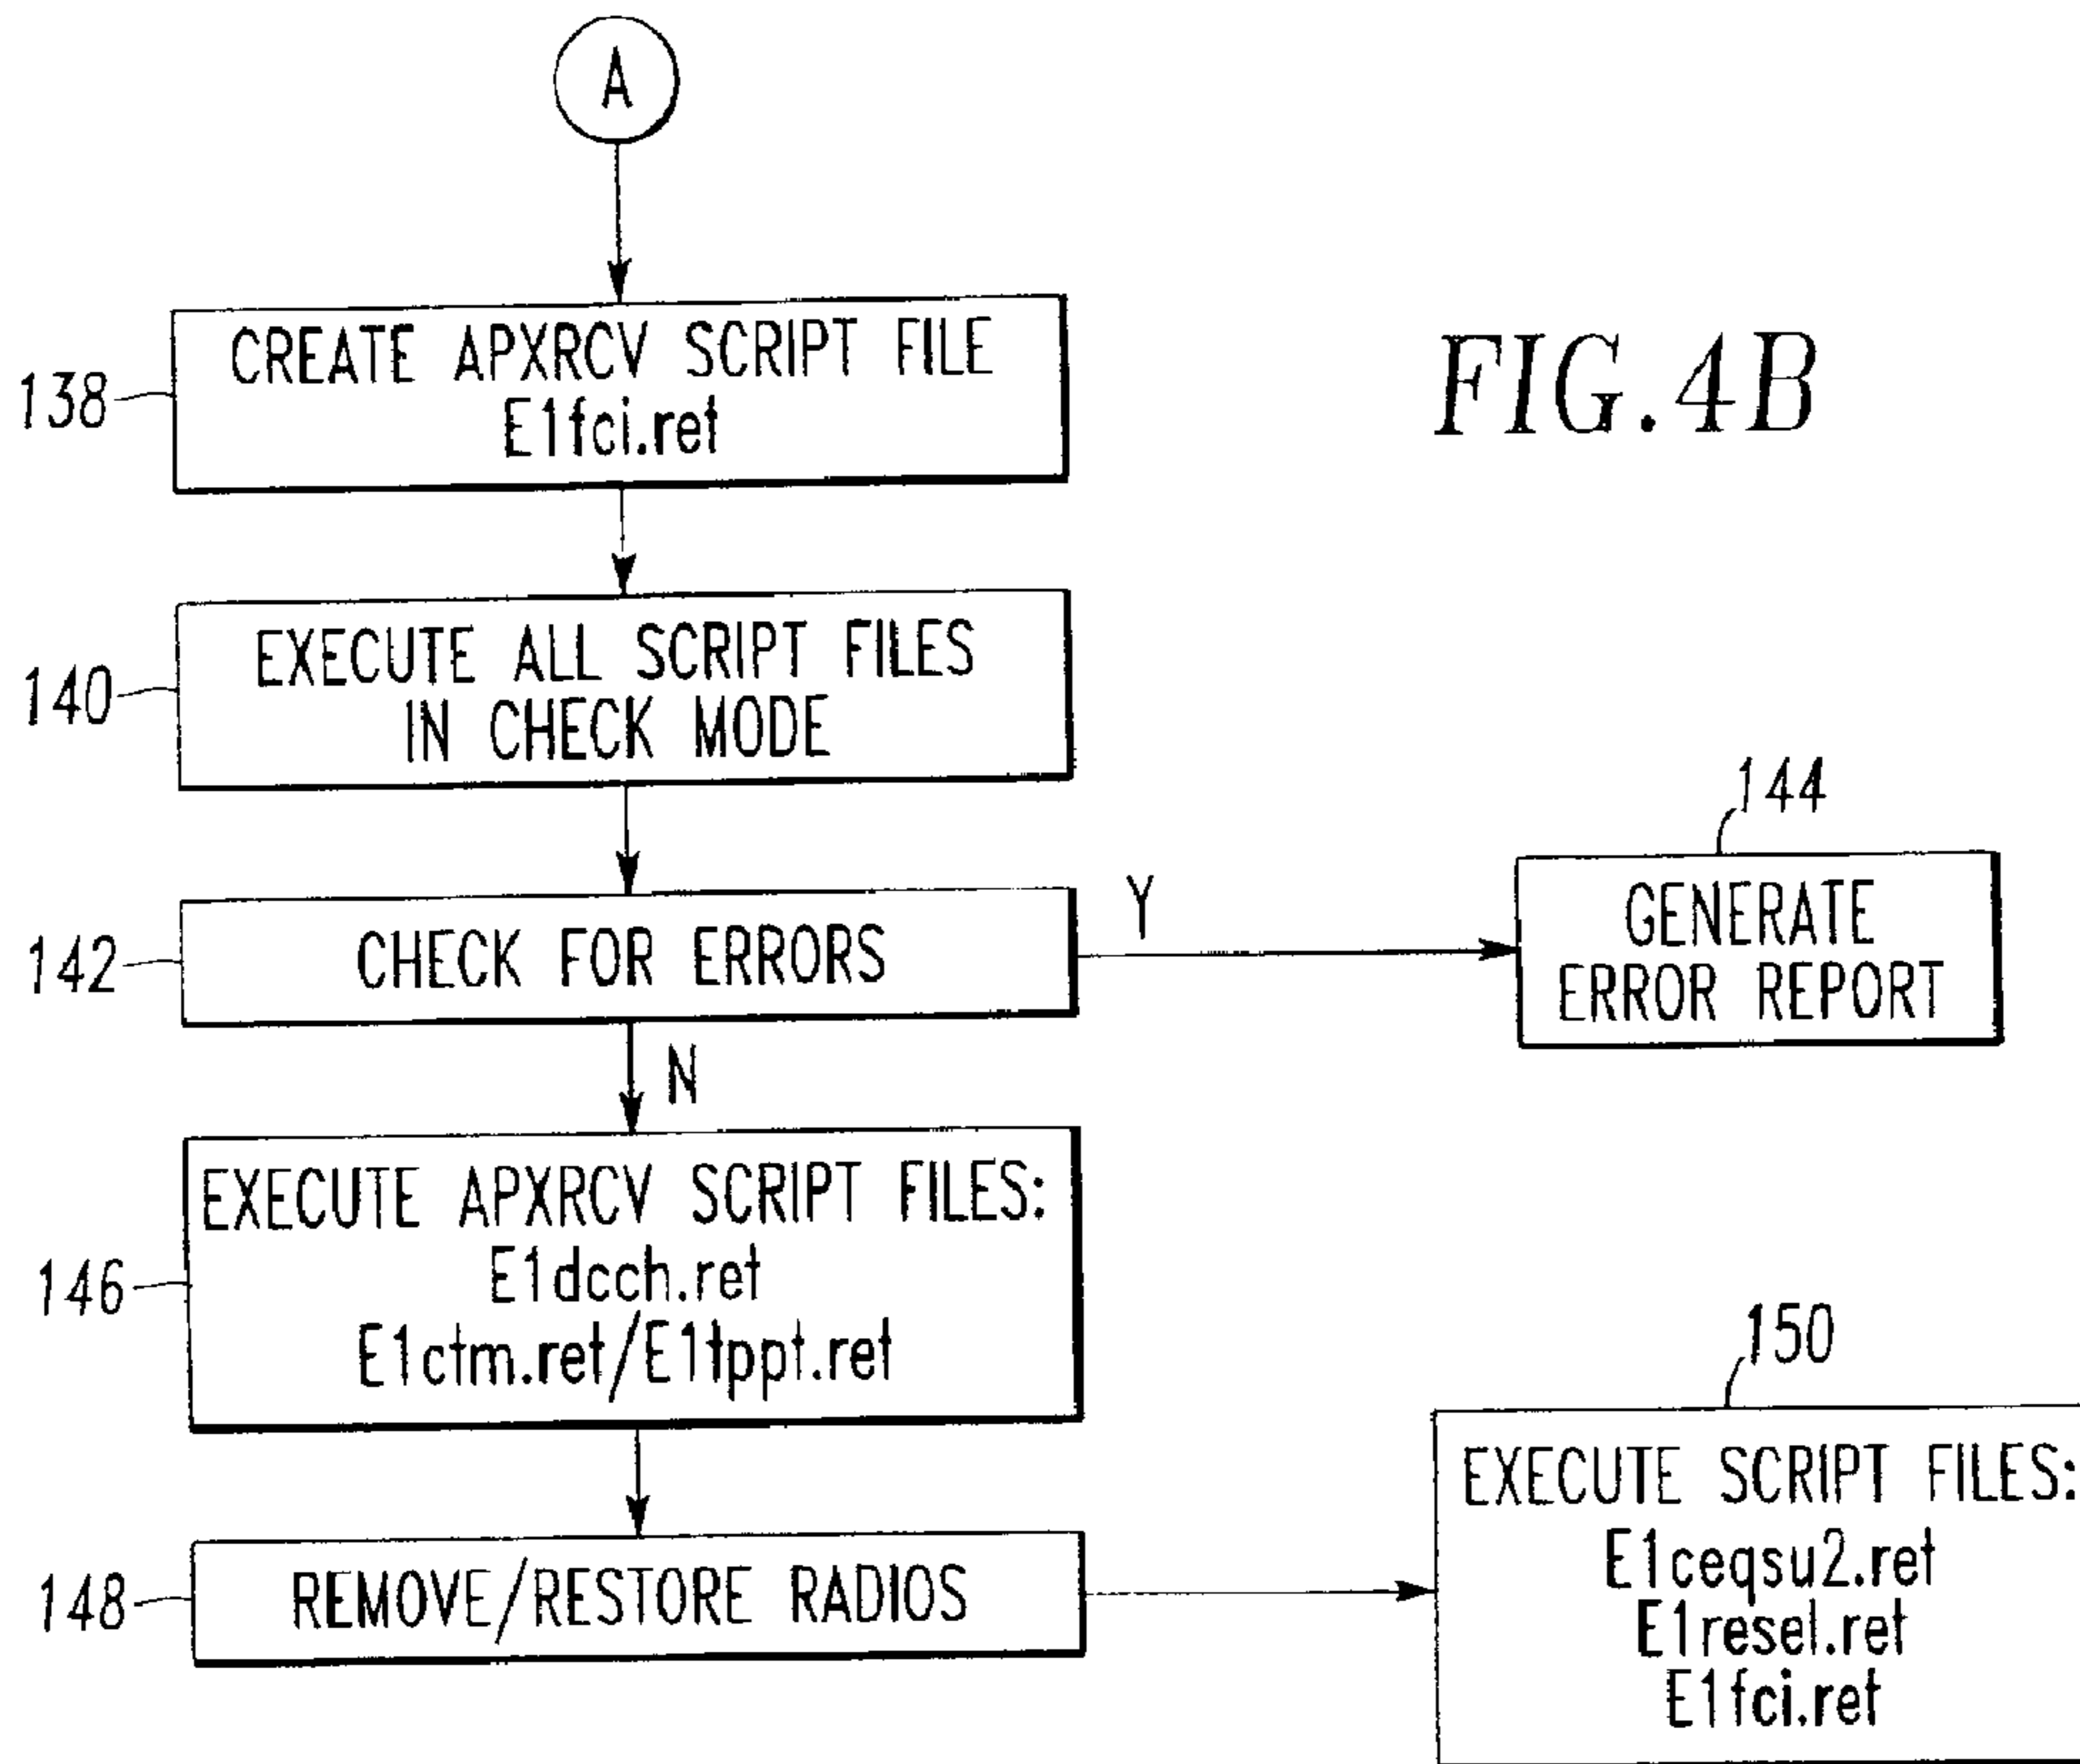 A
CREATE APXRCV SCRIPT FILE
E1fci.ret
138
FIG. 4B
EXECUTE ALL SCRIPT FILES
IN CHECK MODE
140
CHECK FOR ERRORS
142
Y
144
GENERATE
ERROR REPORT
N
EXECUTE APXRCV SCRIPT FILES:
E1dcch.ret
E1ctm.ret/E1tppt.ret
146
REMOVE/RESTORE RADIOS
148
150
EXECUTE SCRIPT FILES:
E1ceqsu2.ret
E1resel.ret
E1fci.ret